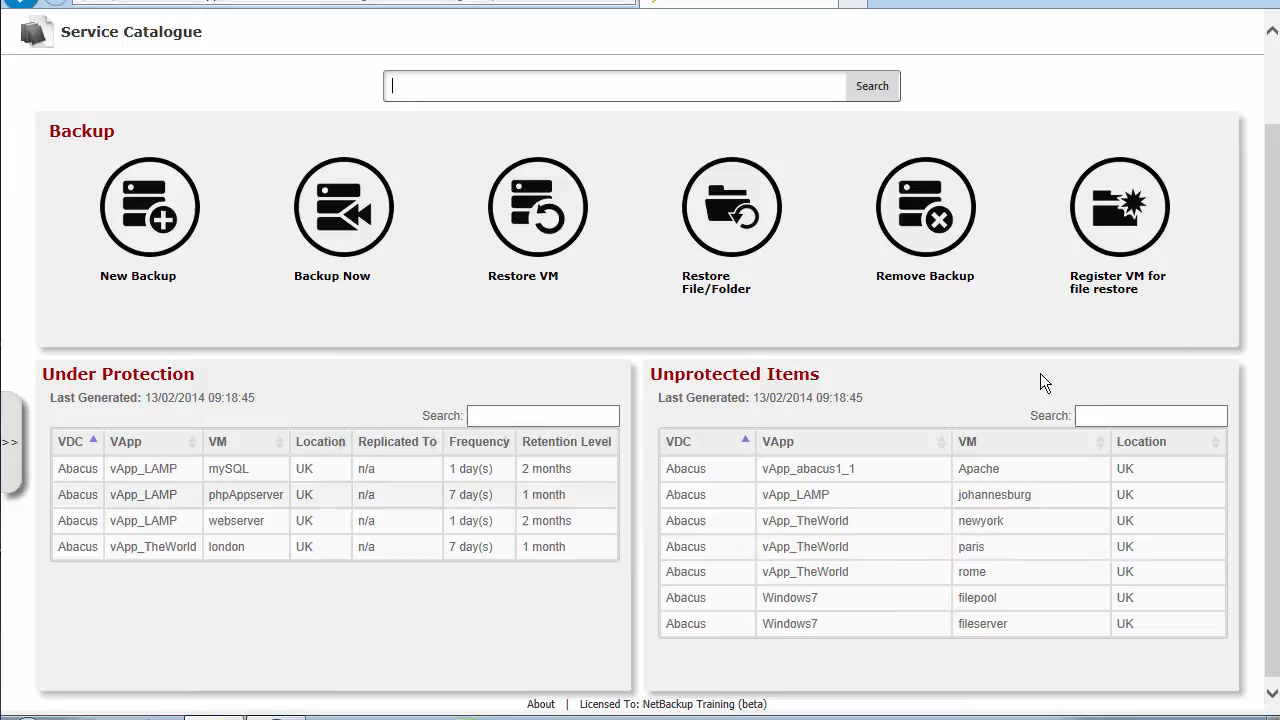 Service Catalogue
Search
Backup
New Backup
Backup Now
Restore VM
Restore
File/Folder
Remove Backup
Register VM for
file restore
Under Protection
Last Generated: 13/02/2014 09:18:45
Search:
VDC VApp VM Location Replicated To Frequency Retention Level
Abacus vApp_LAMP mySQL UK n/a 1 day(s) 2 months
Abacus vApp_LAMP phpAppserver UK n/a 7 day(s) 1 month
Abacus vApp_LAMP webserver UK n/a 1 day(s) 2 months
Abacus vApp_TheWorld london UK n/a 7 day(s) 1 month
Unprotected Items
Last Generated: 13/02/2014 09:18:45
Search:
VDC VApp VM Location
Abacus vApp_abacus1_1 Apache UK
Abacus vApp_LAMP johannesburg UK
Abacus vApp_TheWorld newyork UK
Abacus vApp_TheWorld paris UK
Abacus vApp_TheWorld rome UK
Abacus Windows7 filepool UK
Abacus Windows7 fileserver UK
>>
About | Licensed To: NetBackup Training (beta)